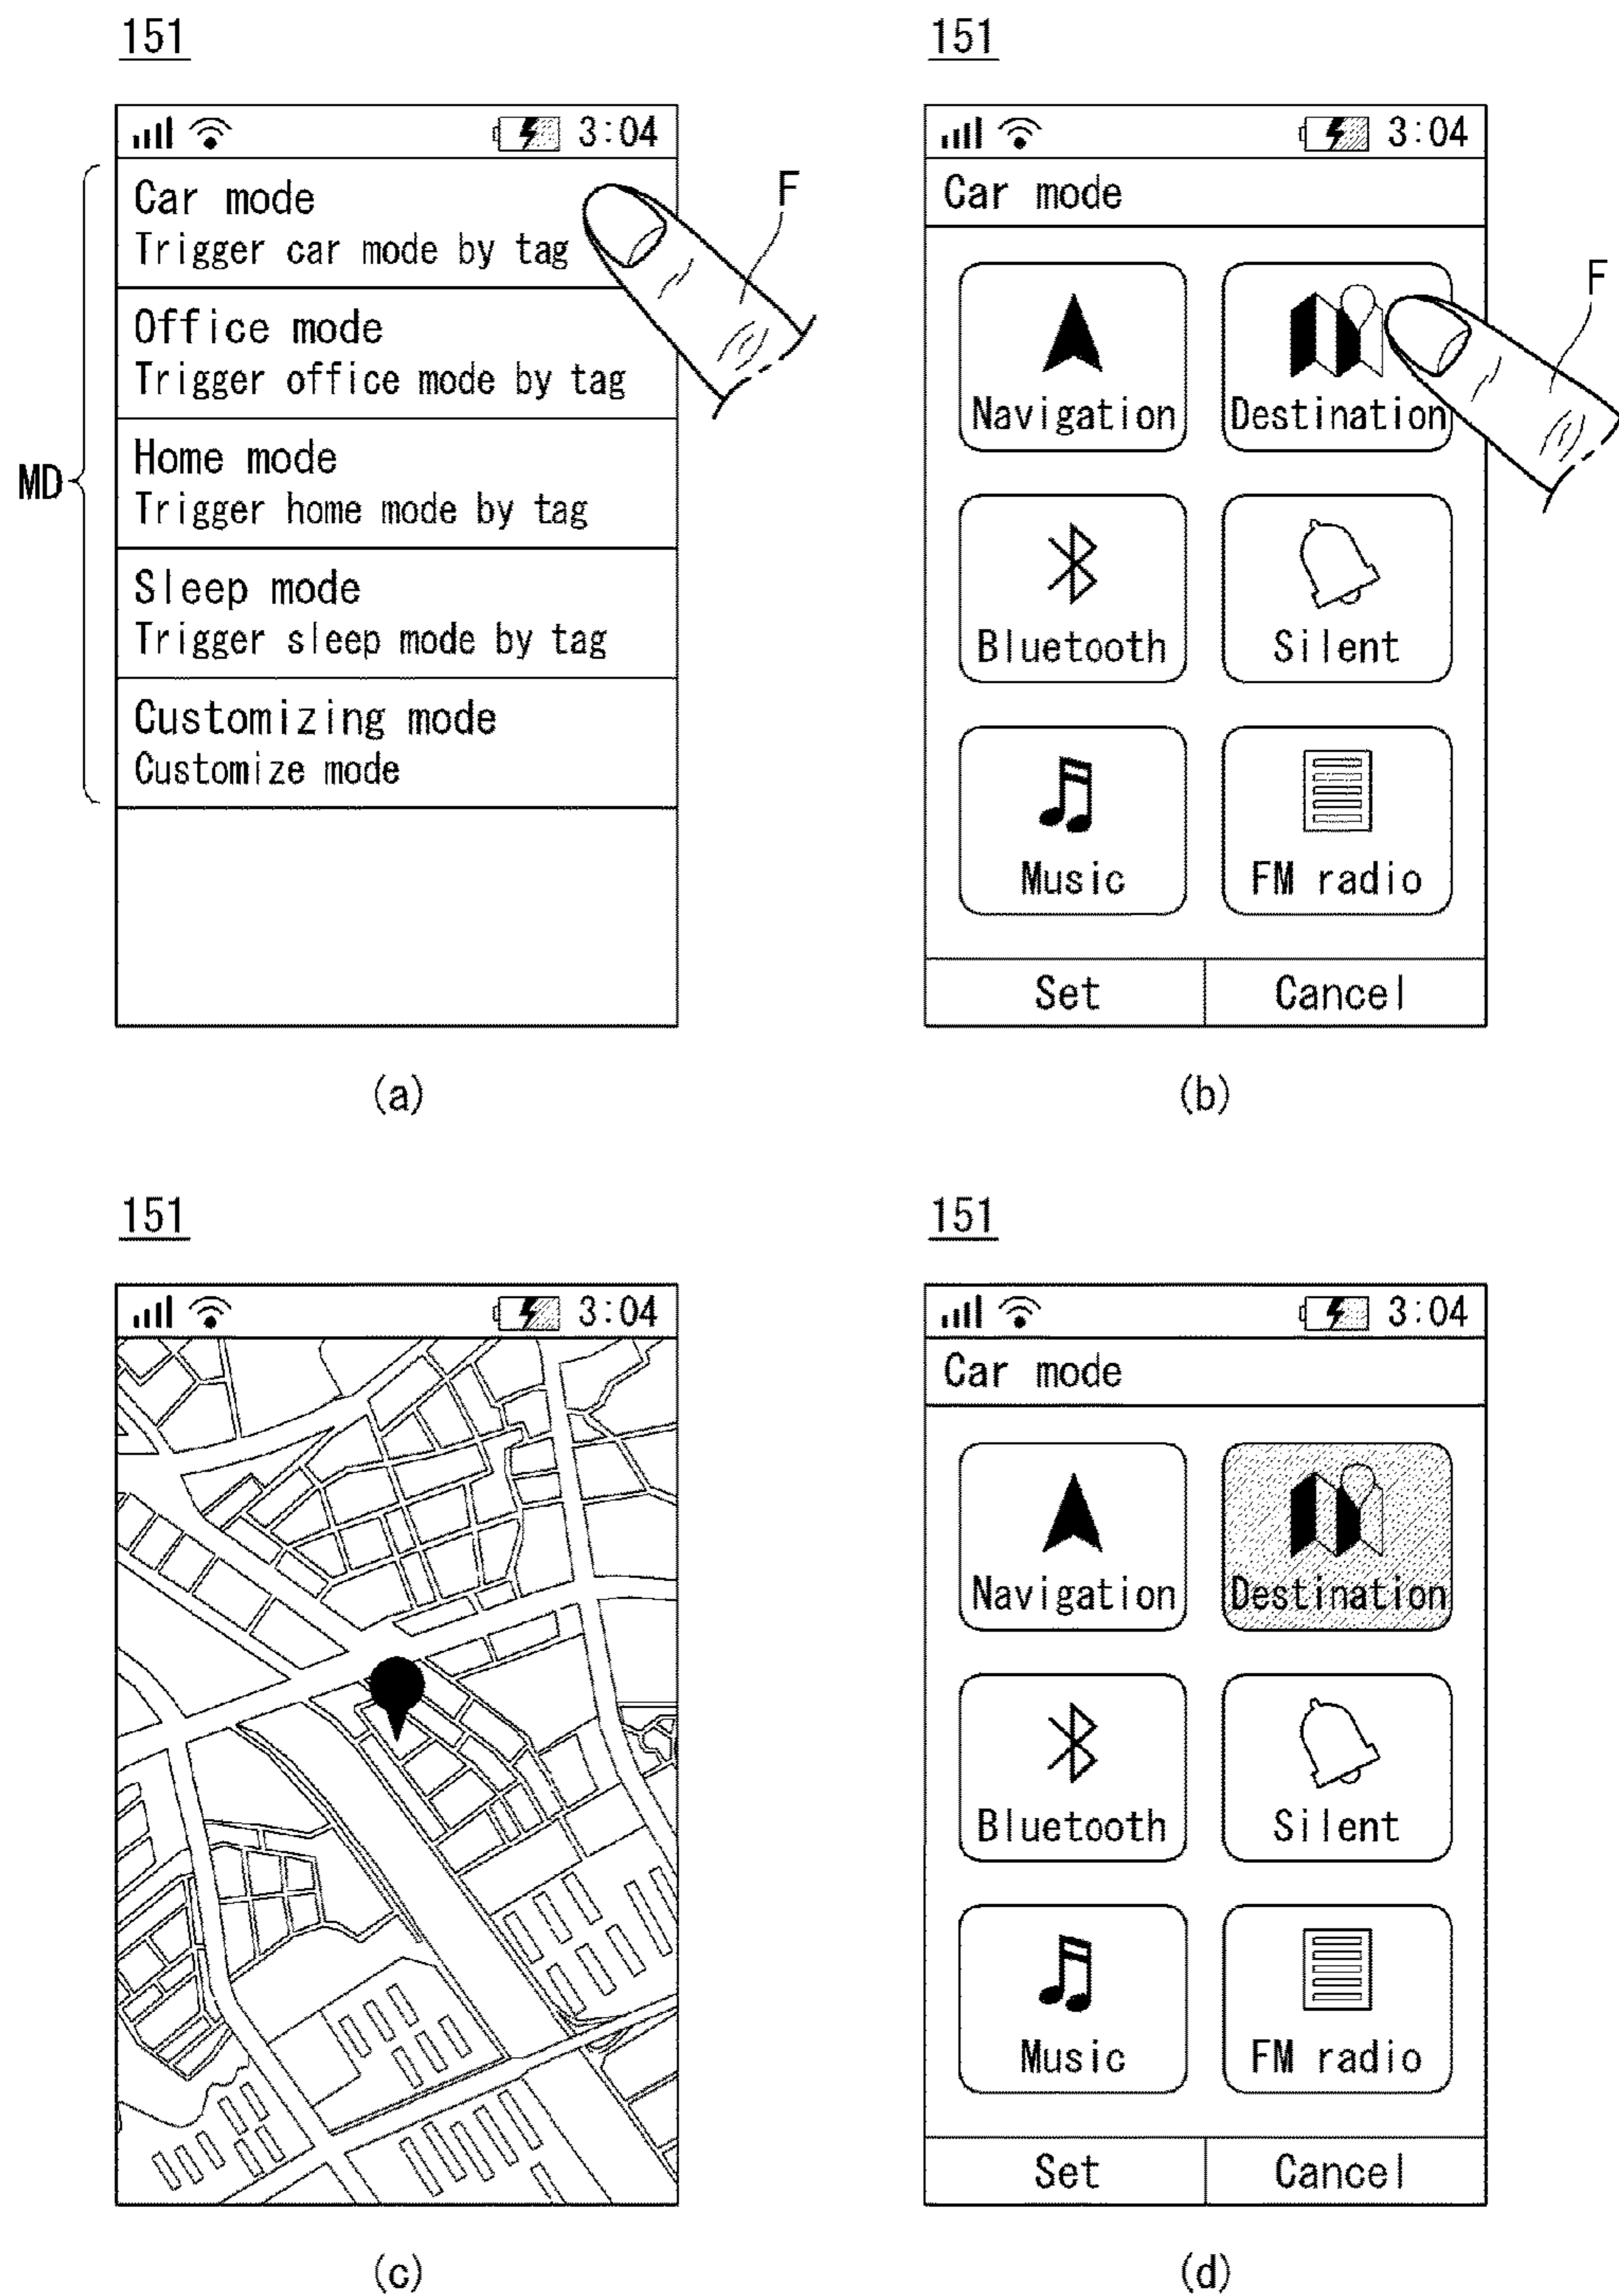 151
3:04
Car mode
Trigger car mode by tag
Office mode
Trigger office mode by tag
Home mode
Trigger home mode by tag
Sleep mode
Trigger sleep mode by tag
Customizing mode
Customize mode
MD
F
(a)
151
3:04
Car mode
Navigation
Destination
F
Bluetooth
Silent
Music
FM radio
Set
Cancel
(b)
151
3:04
(c)
151
3:04
Car mode
Navigation
Destination
Bluetooth
Silent
Music
FM radio
Set
Cancel
(d)